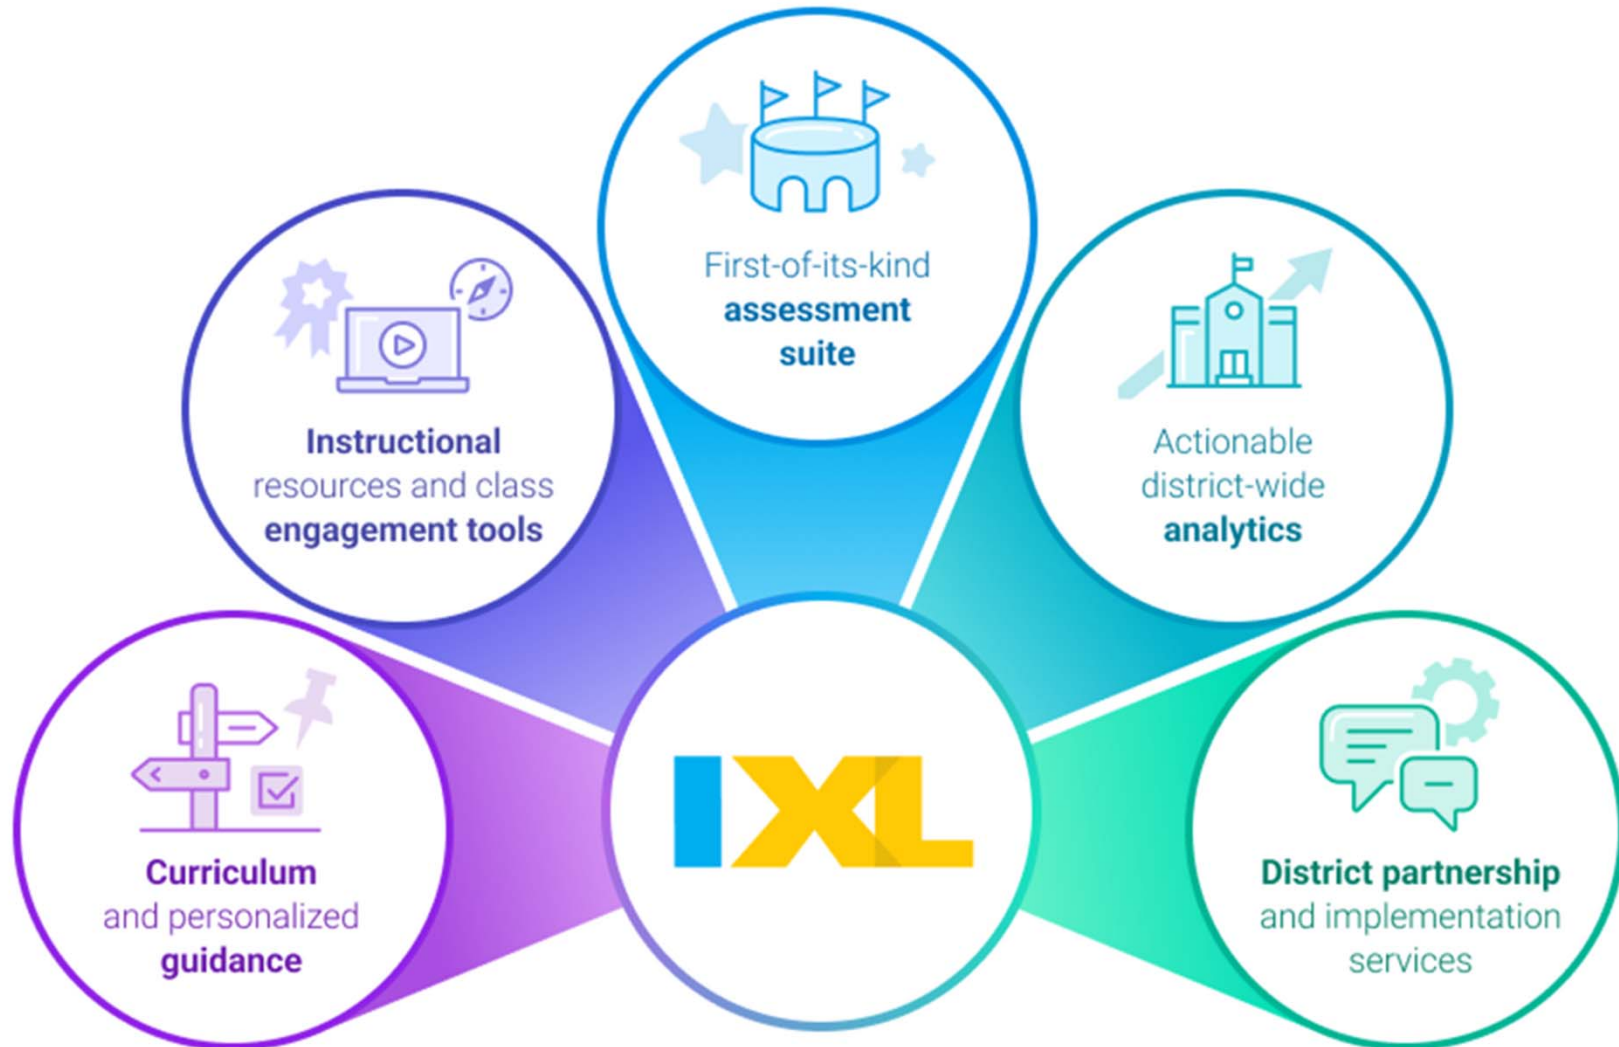 First-of-its-kind
assessment
suite
Instructional
resources and class
engagement tools
Actionable
district-wide
analytics
Curriculum
and personalized
guidance
IXL
District partnership
and implementation
services